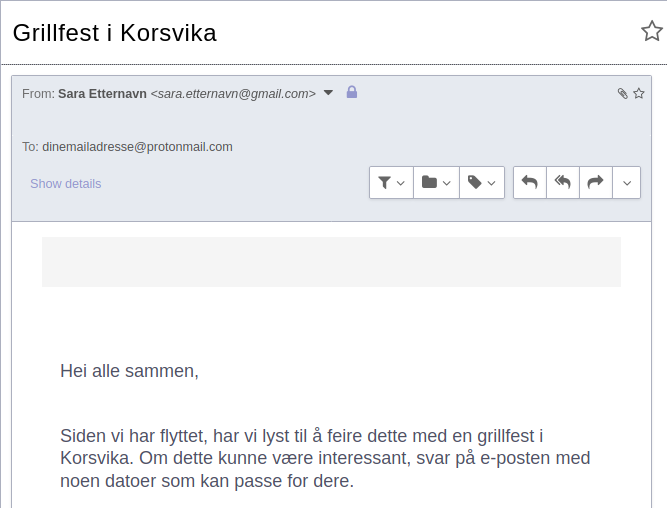 Grillfest i Korsvika
From: Sara Etternavn <sara.etternavn@gmail.com>
To: dinemailadresse@protonmail.com
Show details
Hei alle sammen,
Siden vi har flyttet, har vi lyst til å feire dette med en grillfest i
Korsvika. Om dette kunne være interessant, svar på e-posten med
noen datoer som kan passe for dere.